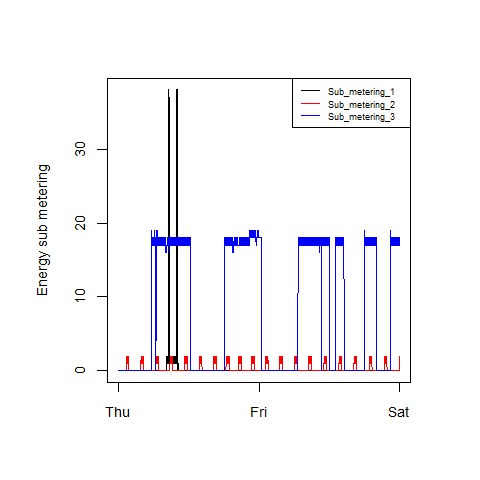 Sub_metering_1
Sub_metering_2
Sub_metering_3
Energy sub metering
30
20
10
0
Thu
Fri
Sat